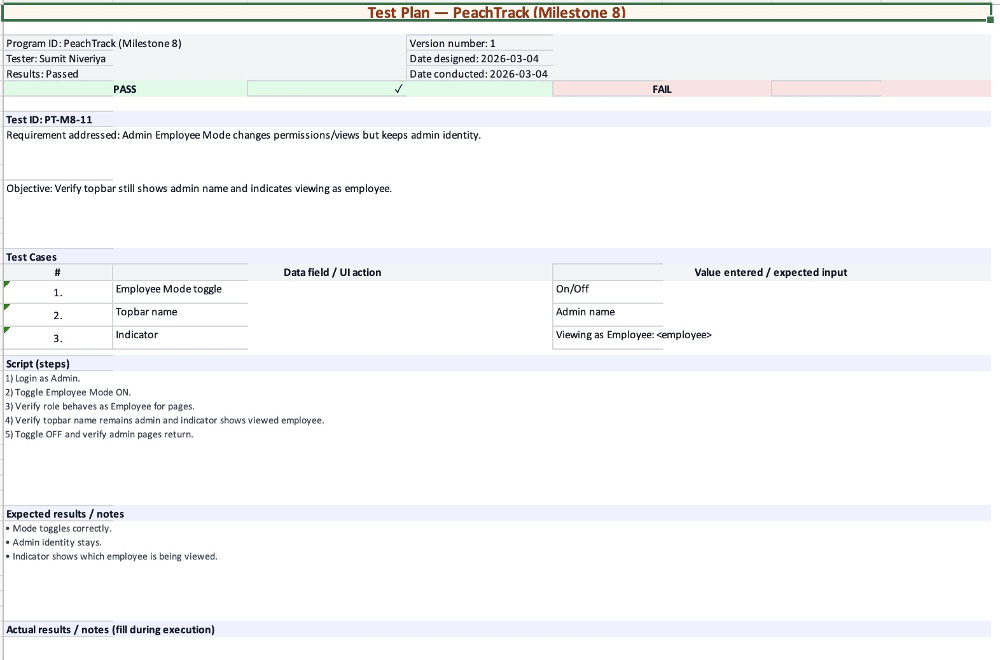 Test Plan — PeachTrack (Milestone 8)
Program ID: PeachTrack (Milestone 8)
Version number: 1
Tester: Sumit Niveriya
Date designed: 2026-03-04
Results: Passed
Date conducted: 2026-03-04
PASS ✓ FAIL
Test ID: PT-M8-11
Requirement addressed: Admin Employee Mode changes permissions/views but keeps admin identity.
Objective: Verify topbar still shows admin name and indicates viewing as employee.
Test Cases
# Data field / UI action Value entered / expected input
1. Employee Mode toggle On/Off
2. Topbar name Admin name
3. Indicator Viewing as Employee: <employee>
Script (steps)
1) Login as Admin.
2) Toggle Employee Mode ON.
3) Verify role behaves as Employee for pages.
4) Verify topbar name remains admin and indicator shows viewed employee.
5) Toggle OFF and verify admin pages return.
Expected results / notes
• Mode toggles correctly.
• Admin identity stays.
• Indicator shows which employee is being viewed.
Actual results / notes (fill during execution)